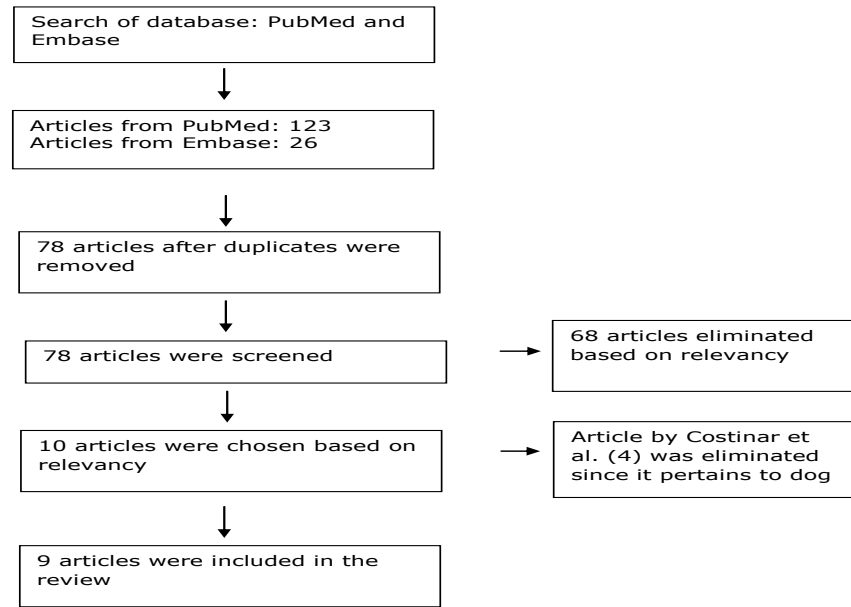 Search of database: PubMed and
Embase
Articles from PubMed: 123
Articles from Embase: 26
78 articles after duplicates were
removed
78 articles were screened
68 articles eliminated
based on relevancy
10 articles were chosen based on
relevancy
Article by Costinar et
al. (4) was eliminated
since it pertains to dog
9 articles were included in the
review